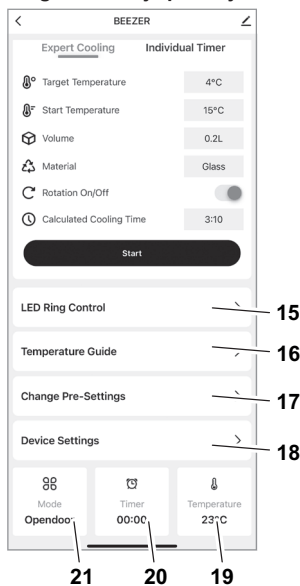 BEEZER
Expert Cooling Individual Timer
Target Temperature 4°C
Start Temperature 15°C
Volume 0.2L
Material Glass
Rotation On/Off
Calculated Cooling Time 3:10
Start
LED Ring Control
15
Temperature Guide
16
Change Pre-Settings
17
Device Settings
18
Mode Timer Temperature
Opendoor 00:00 23°C
21 20 19